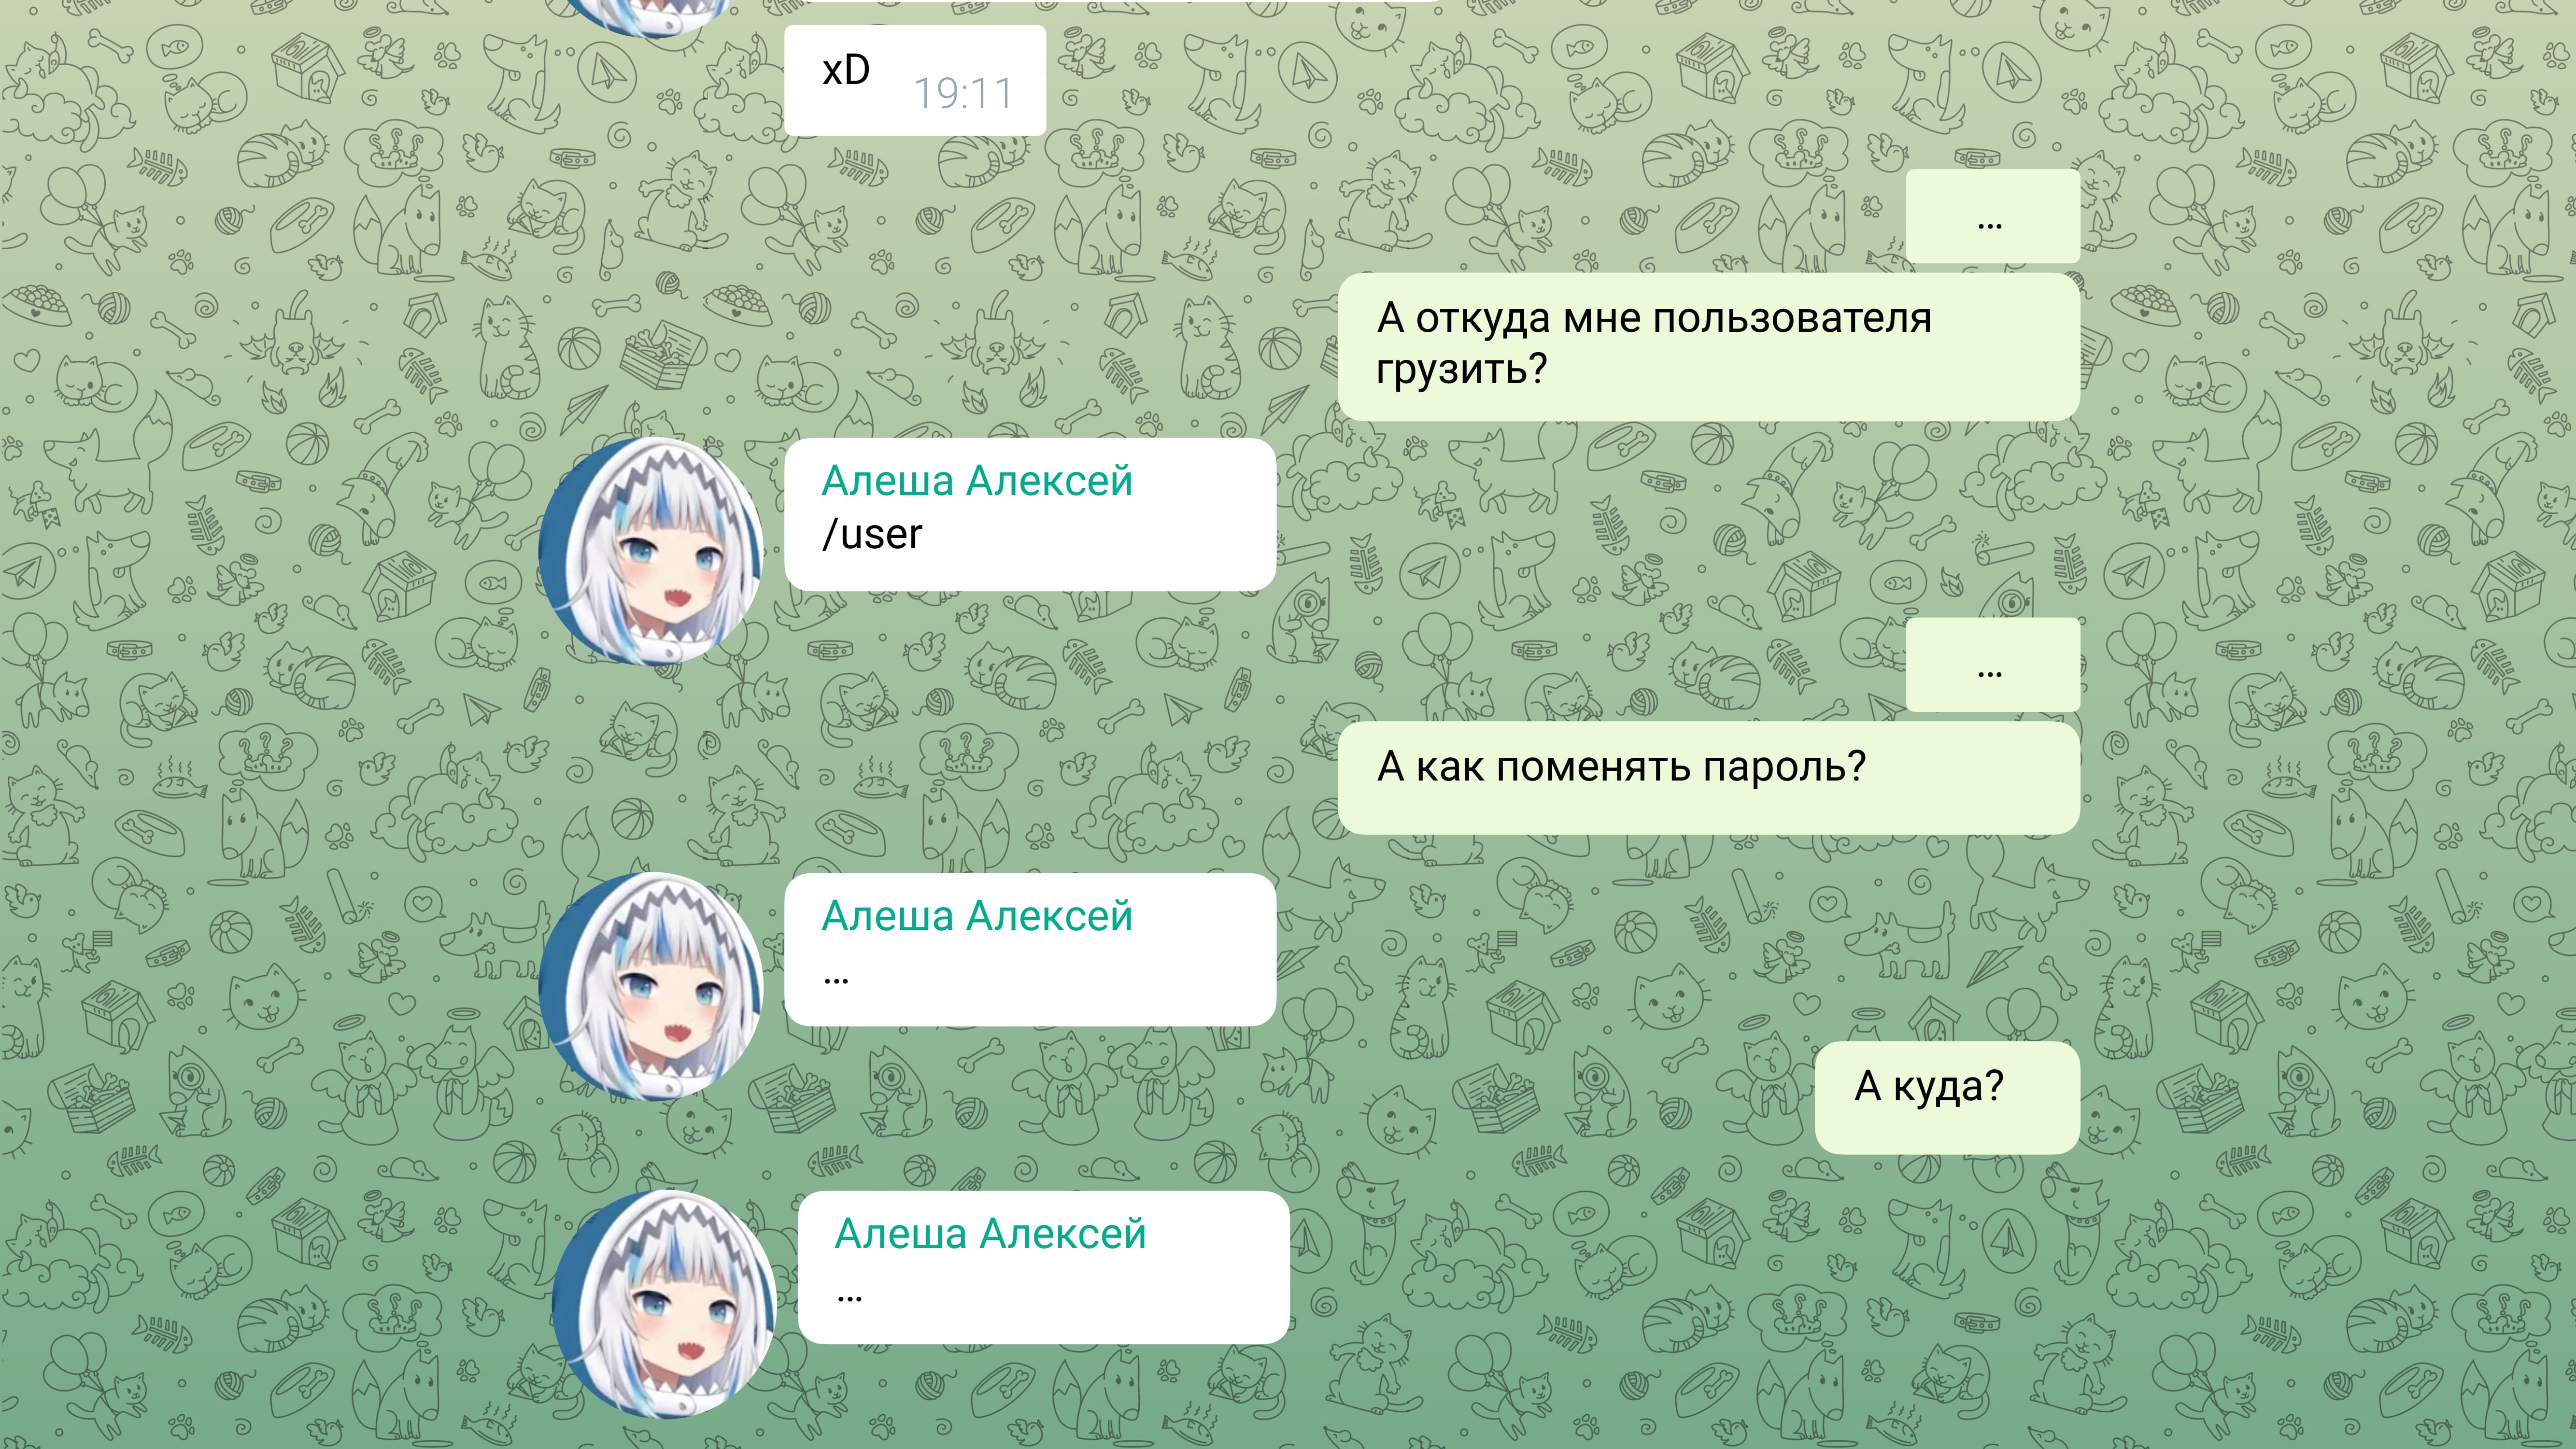 xD
19:11
...
А откуда мне пользователя
грузить?
Алеша Алексей
/user
...
А как поменять пароль?
Алеша Алексей
...
А куда?
Алеша Алексей
...